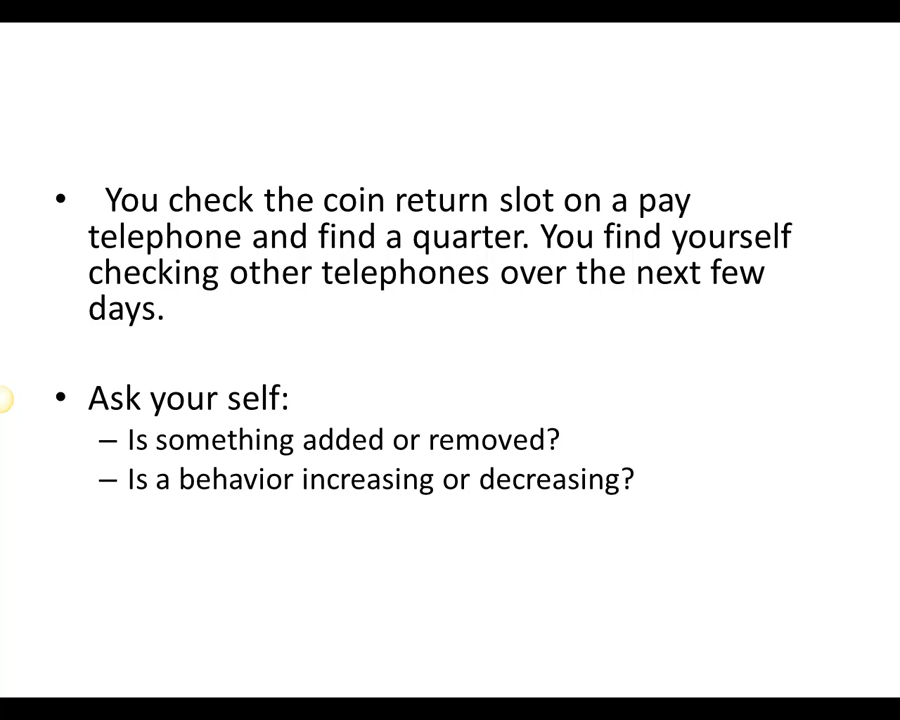 • You check the coin return slot on a pay
telephone and find a quarter. You find yourself
checking other telephones over the next few
days.
• Ask your self:
– Is something added or removed?
– Is a behavior increasing or decreasing?